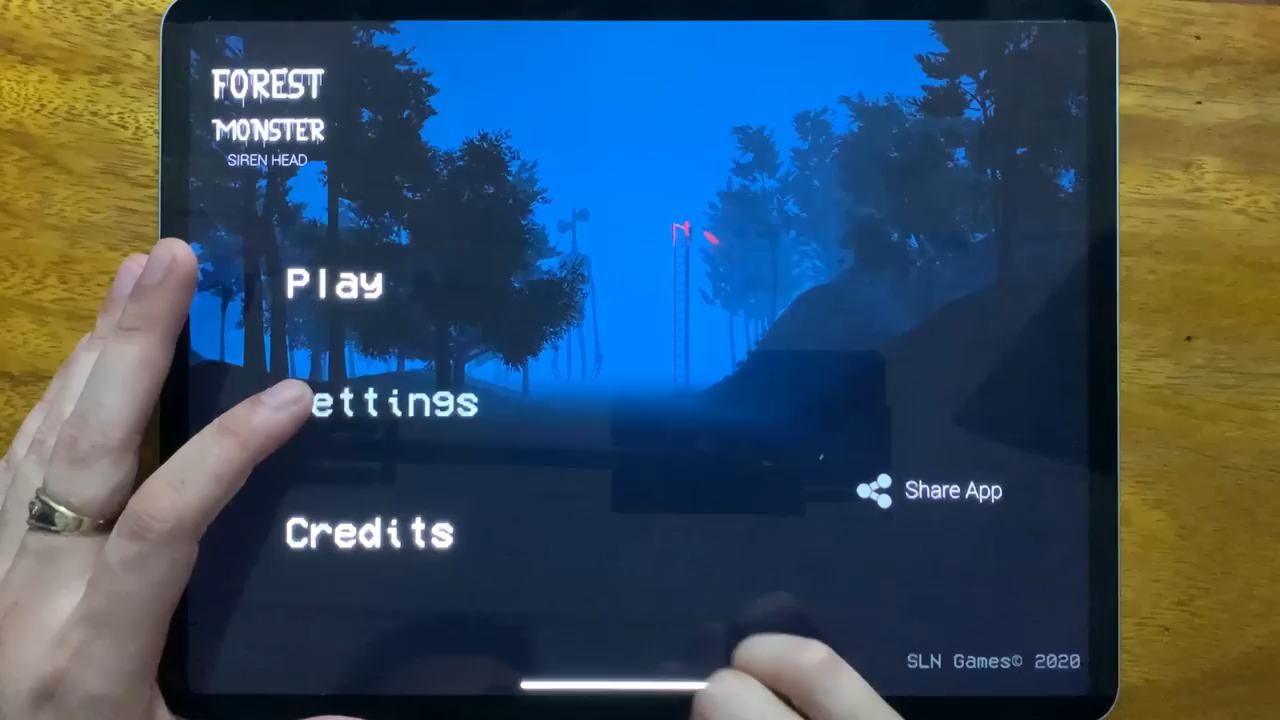 FOREST
MONSTER
SIREN HEAD
Play
ettings
Credits
Share App
SLN Games© 2020